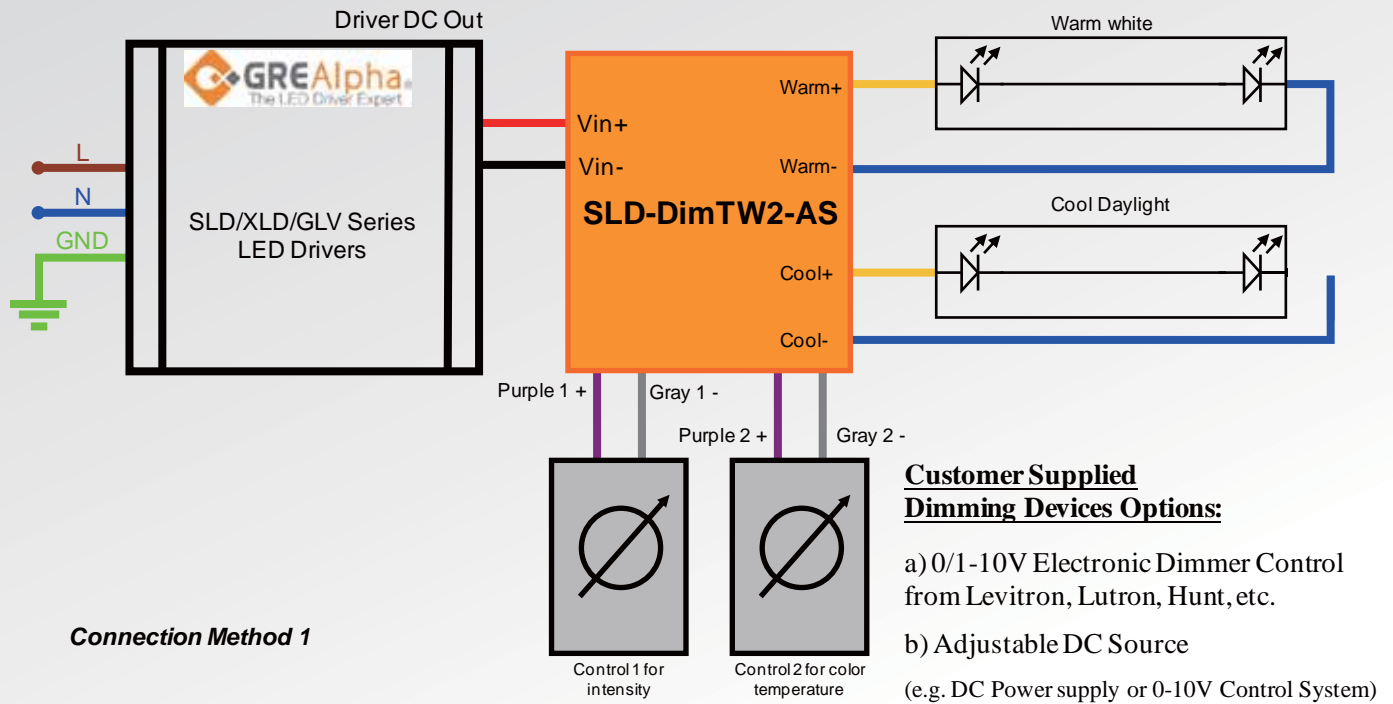 Driver DC Out
Warm white
GREAlpha®
The LED Driver Expert
Warm+
Vin+
L
Vin-
Warm-
N
SLD-DimTW2-AS
Cool Daylight
SLD/XLD/GLV Series
LED Drivers
GND
Cool+
Cool-
Purple 1 +
Gray 1 -
Purple 2 +
Gray 2 -
Customer Supplied
Dimming Devices Options:
a) 0/1-10V Electronic Dimmer Control
from Levitron, Lutron, Hunt, etc.
Connection Method 1
b) Adjustable DC Source
Control 1 for
intensity
Control 2 for color
temperature
(e.g. DC Power supply or 0-10V Control System)